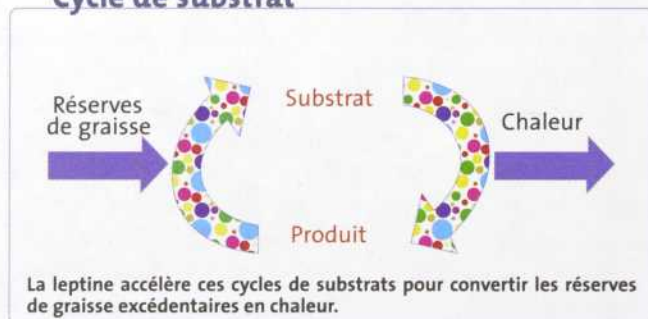 Cycle de substrat
Réserves
de graisse
Substrat
Chaleur
Produit
La leptine accélère ces cycles de substrats pour convertir les réserves
de graisse excédentaires en chaleur.